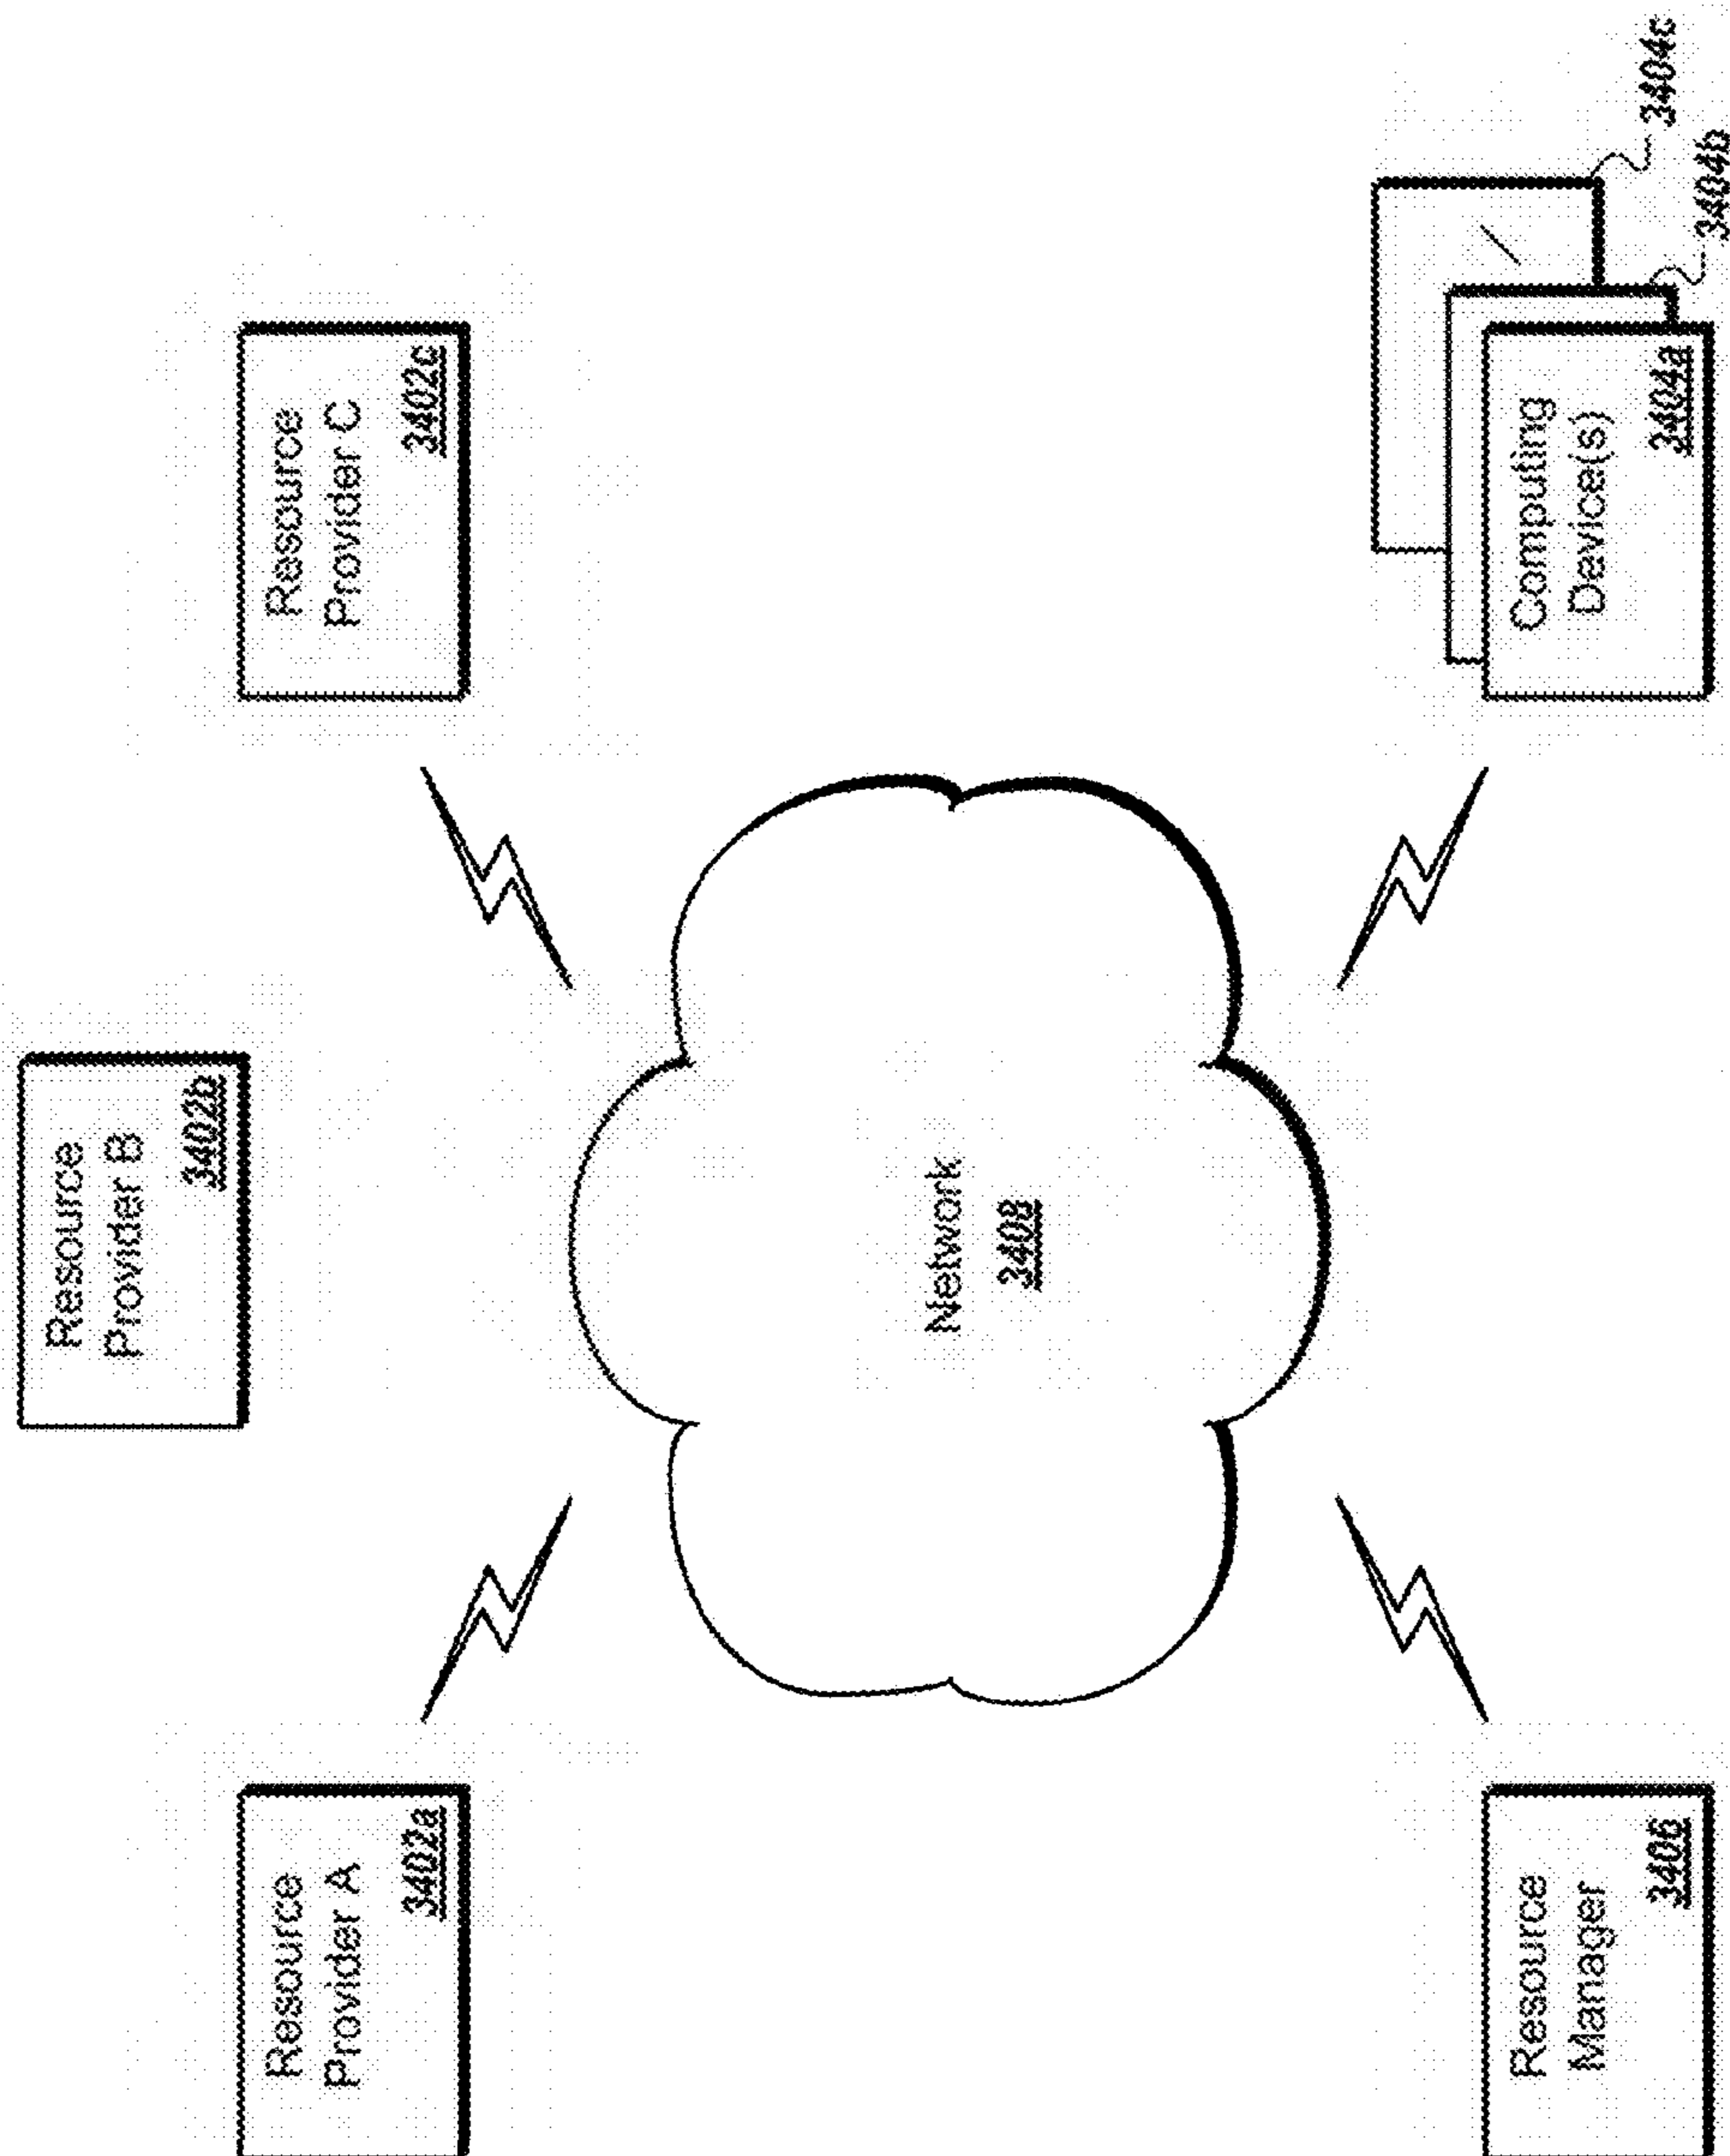 Resource
Provider B
3402b
Resource
Provider A
3402a
Resource
Provider C
3402c
Network
3408
Resource
Manager
3406
Computing
Device(s)
3404a
3404b
3404c